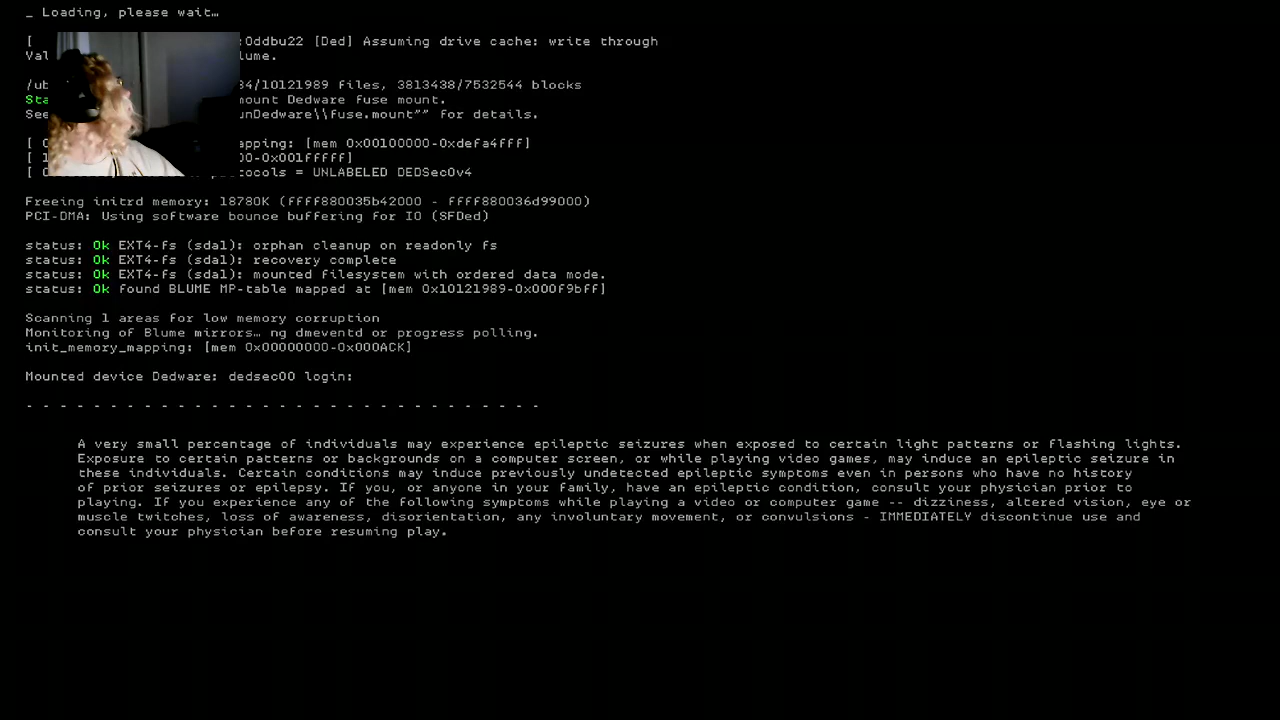 _ Loading, please wait…
[ :0ddbu22 [Ded] Assuming drive cache: write through
Val lume.
/ub 34/10121989 files, 3813438/7532544 blocks
Sta mount Dedware fuse mount.
See unDedware\\fuse.mount”” for details.
[ apping: [mem 0x00100000-0xdefa4fff]
[ 00-0x001fffff]
[ ocols = UNLABELED DEDSec0v4
Freeing initrd memory: 18780K (ffff880035b42000 - ffff880036d99000)
PCI-DMA: Using software bounce buffering for IO (SFDed)
status: Ok EXT4-fs (sda1): orphan cleanup on readonly fs
status: Ok EXT4-fs (sda1): recovery complete
status: Ok EXT4-fs (sda1): mounted filesystem with ordered data mode.
status: Ok found BLUME MP-table mapped at [mem 0x10121989-0x000f9bff]
Scanning 1 areas for low memory corruption
Monitoring of Blume mirrors… ng dmeventd or progress polling.
init_memory_mapping: [mem 0x00000000-0x000ACK]
Mounted device Dedware: dedsec00 login:
- - - - - - - - - - - - - - - - - - - - - - - - - - - - - - -
A very small percentage of individuals may experience epileptic seizures when exposed to certain light patterns or flashing lights.
Exposure to certain patterns or backgrounds on a computer screen, or while playing video games, may induce an epileptic seizure in
these individuals. Certain conditions may induce previously undetected epileptic symptoms even in persons who have no history
of prior seizures or epilepsy. If you, or anyone in your family, have an epileptic condition, consult your physician prior to
playing. If you experience any of the following symptoms while playing a video or computer game -- dizziness, altered vision, eye or
muscle twitches, loss of awareness, disorientation, any involuntary movement, or convulsions - IMMEDIATELY discontinue use and
consult your physician before resuming play.